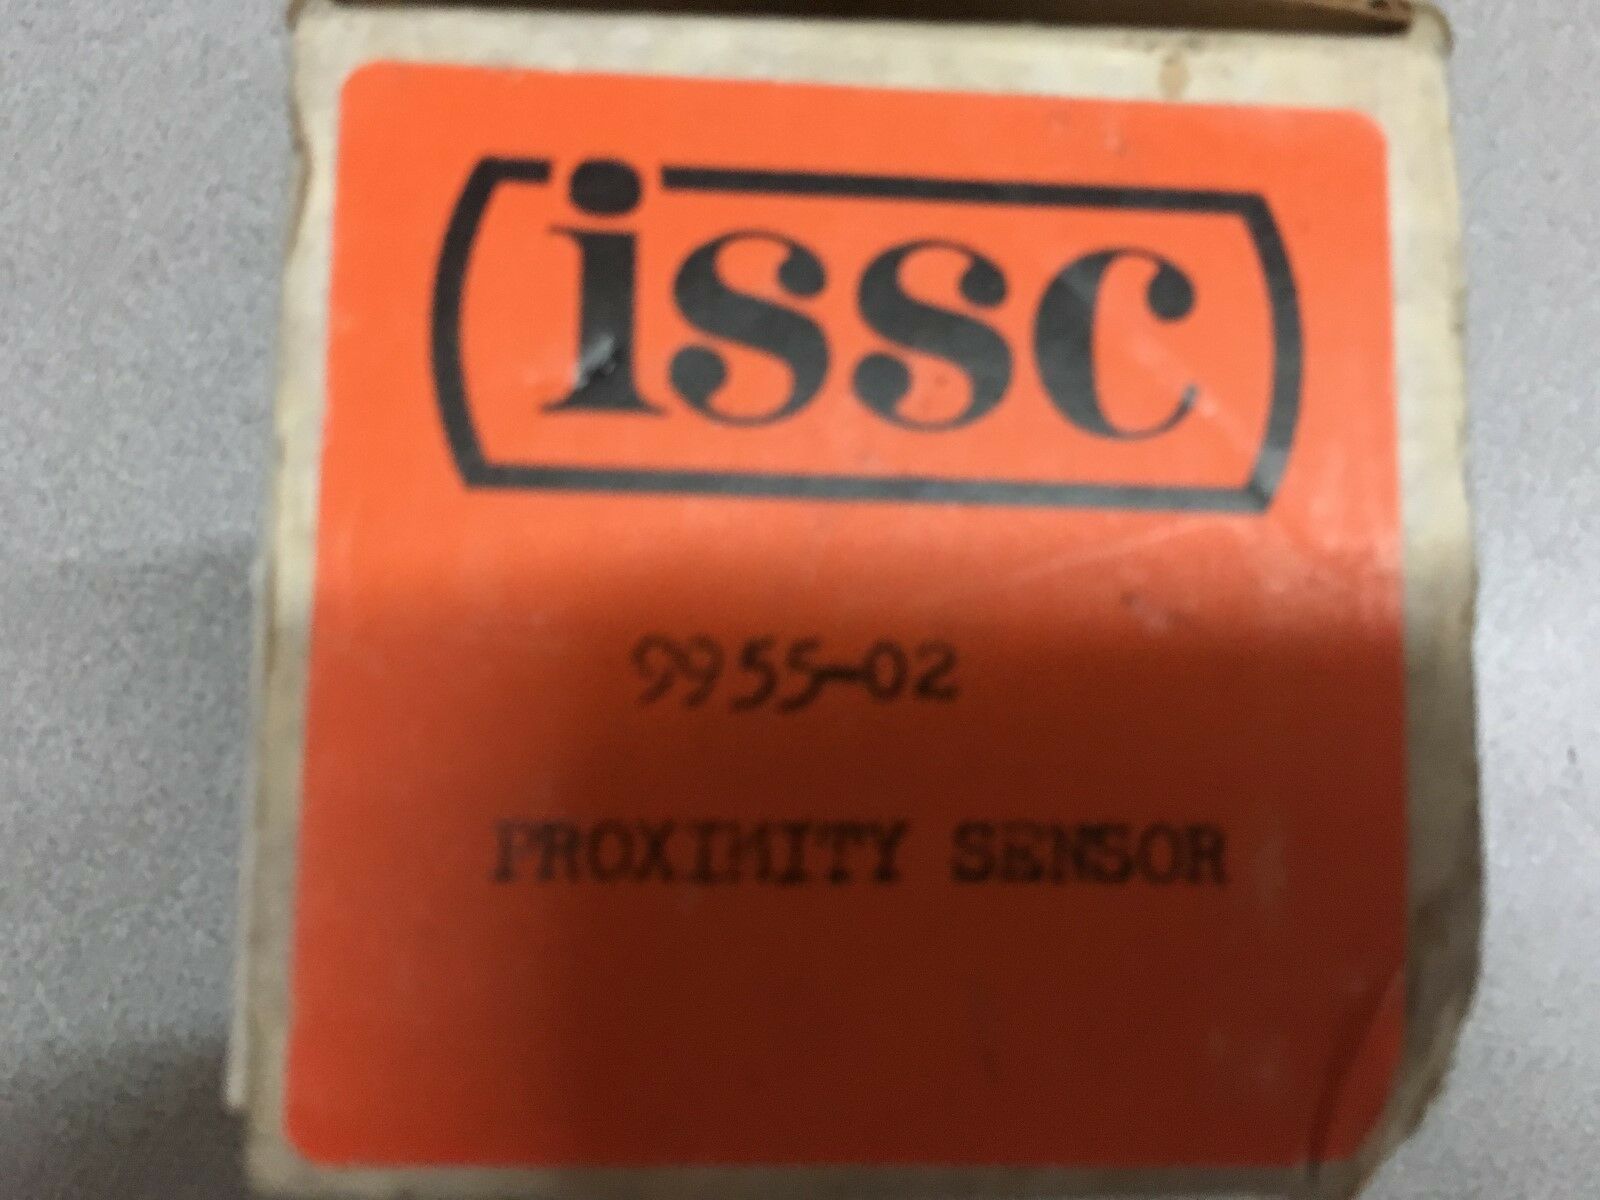 issc
9955-02
PROXIMITY SENSOR